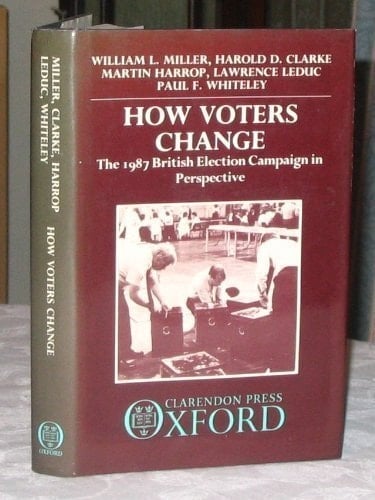 WILLIAM L. MILLER, HAROLD D. CLARKE
MARTIN HARROP, LAWRENCE LEDUC
PAUL F. WHITELEY
HOW VOTERS
CHANGE
The 1987 British Election Campaign in
Perspective
CLARENDON PRESS
OXFORD
MILLER, CLARKE, HARROP
LEDUC, WHITELEY
HOW VOTERS CHANGE
OXFORD